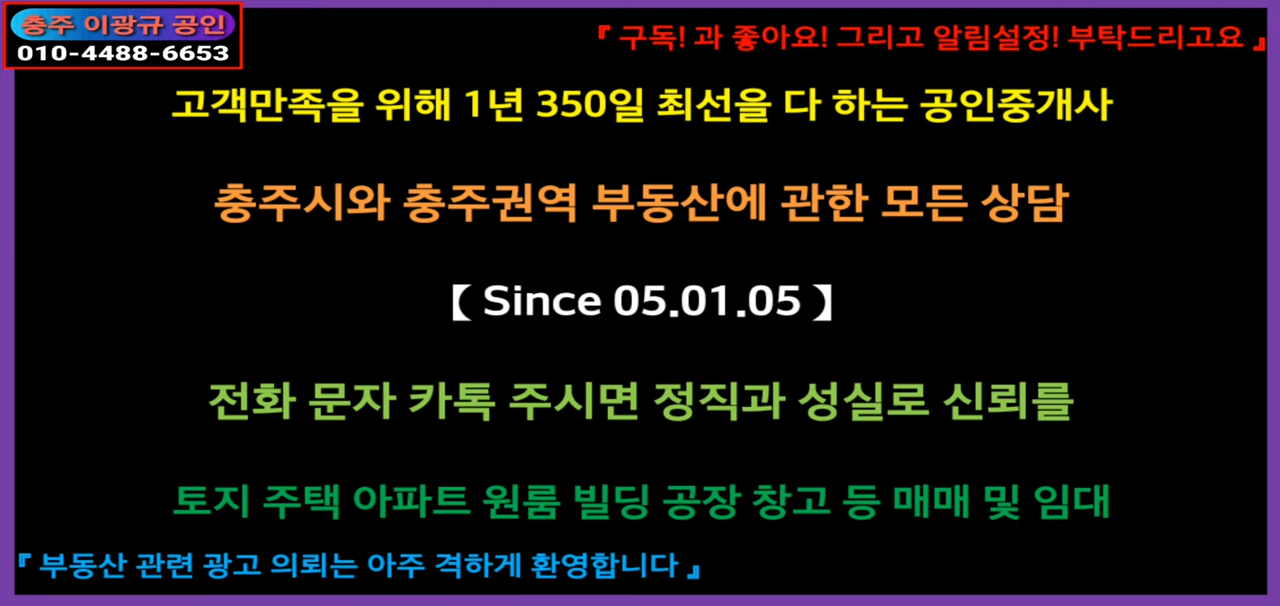 충주 이광규 공인
010-4488-6653
『 구독! 과 좋아요! 그리고 알림설정! 부탁드리고요 』
고객만족을 위해 1년 350일 최선을 다 하는 공인중개사
충주시와 충주권역 부동산에 관한 모든 상담
【 Since 05.01.05 】
전화 문자 카톡 주시면 정직과 성실로 신뢰를
토지 주택 아파트 원룸 빌딩 공장 창고 등 매매 및 임대
『 부동산 관련 광고 의뢰는 아주 격하게 환영합니다 』